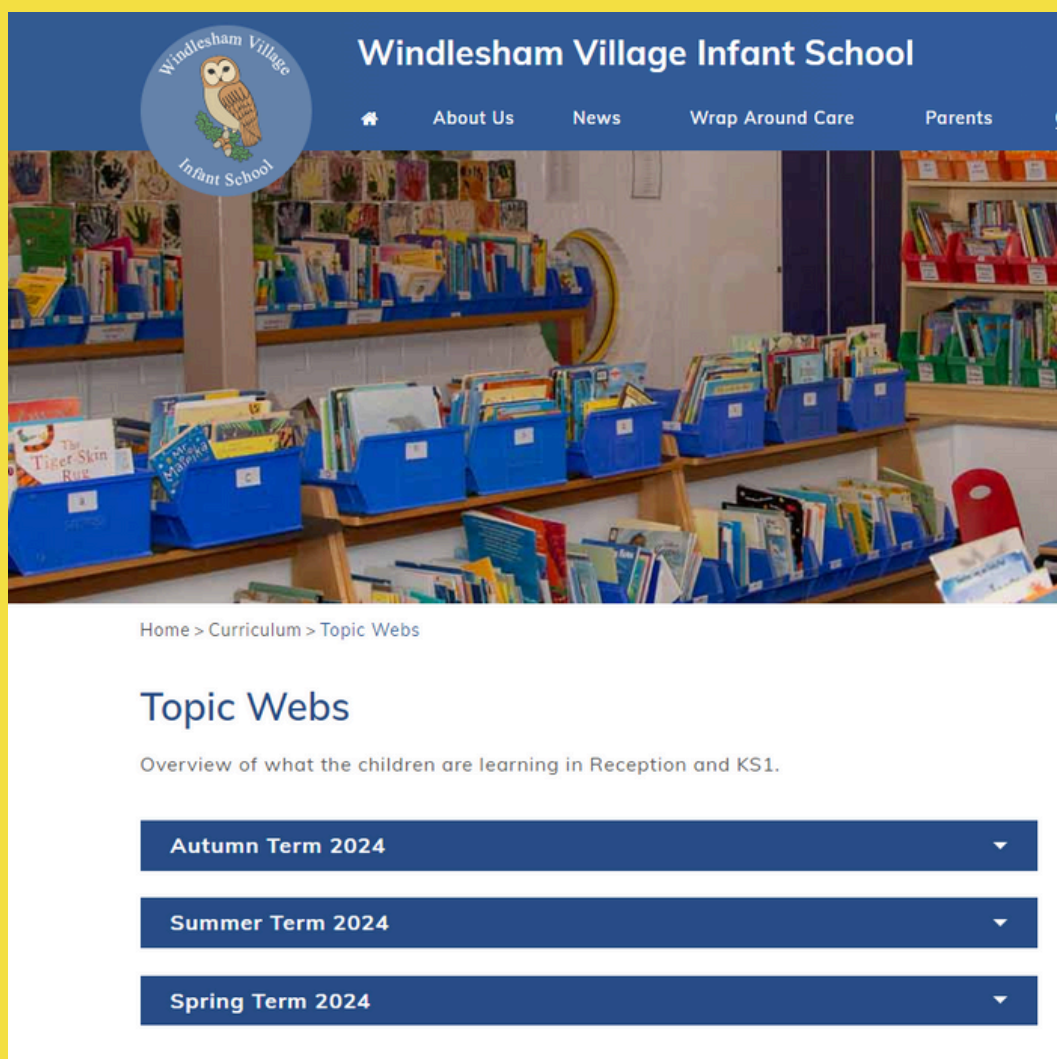 Windlesham Village
Infant School
Windlesham Village Infant School
About Us News Wrap Around Care Parents
The
Tiger Skin
Rug
a
c
Home > Curriculum > Topic Webs
Topic Webs
Overview of what the children are learning in Reception and KS1.
Autumn Term 2024
Summer Term 2024
Spring Term 2024